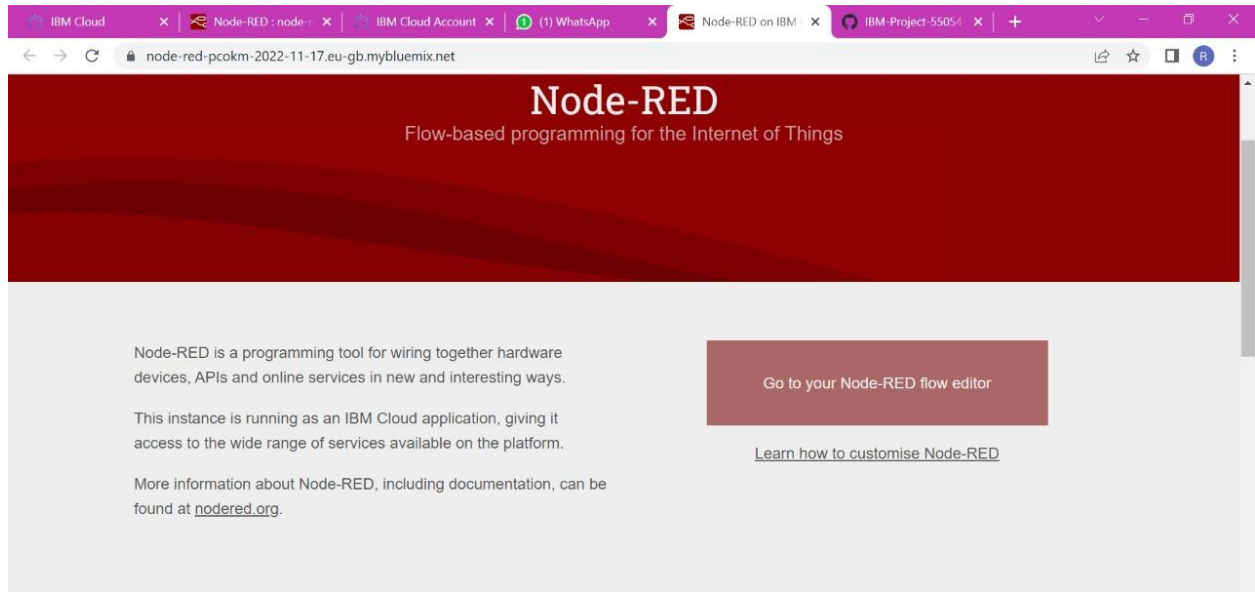 IBM Cloud
Node-RED : node-r
IBM Cloud Account
(1) WhatsApp
Node-RED on IBM
IBM-Project-55054
node-red-pcokm-2022-11-17.eu-gb.mybluemix.net
R
Node-RED
Flow-based programming for the Internet of Things
Node-RED is a programming tool for wiring together hardware
devices, APIs and online services in new and interesting ways.
This instance is running as an IBM Cloud application, giving it
access to the wide range of services available on the platform.
More information about Node-RED, including documentation, can be
found at nodered.org.
Go to your Node-RED flow editor
Learn how to customise Node-RED